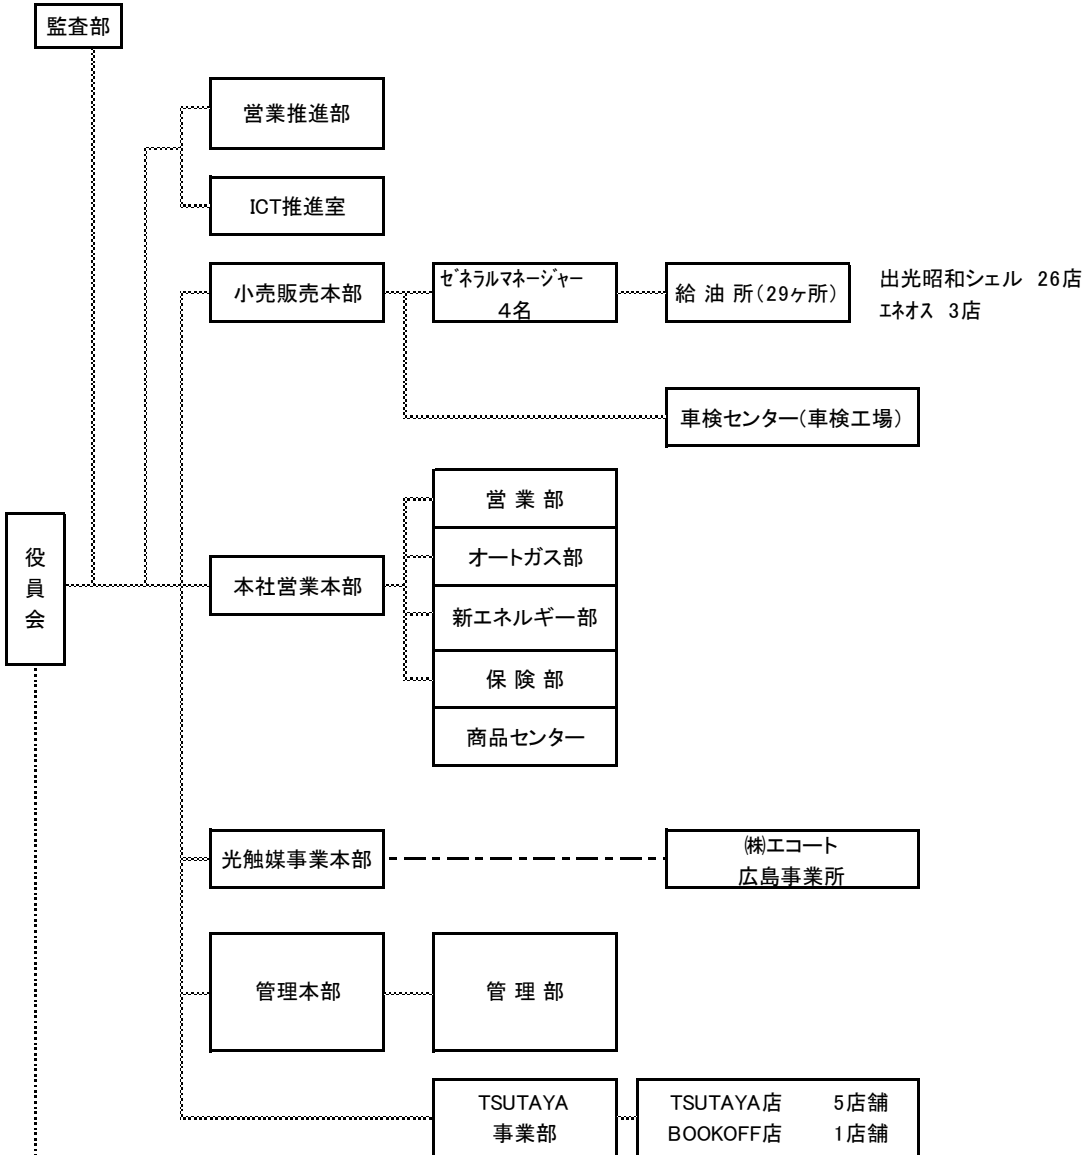 監査部
営業推進部
ICT推進室
小売販売本部
ｾﾞﾈﾗﾙﾏﾈｰｼﾞｬｰ
４名
給 油 所（29ヶ所）
出光昭和シェル 26店
ｴﾈｵｽ 3店
車検センター（車検工場）
役
員
会
本社営業本部
営 業 部
オートガス部
新エネルギー部
保 険 部
商品センター
光触媒事業本部
㈱エコート
広島事業所
管理本部
管 理 部
TSUTAYA
事業部
TSUTAYA店 5店舗
BOOKOFF店 1店舗